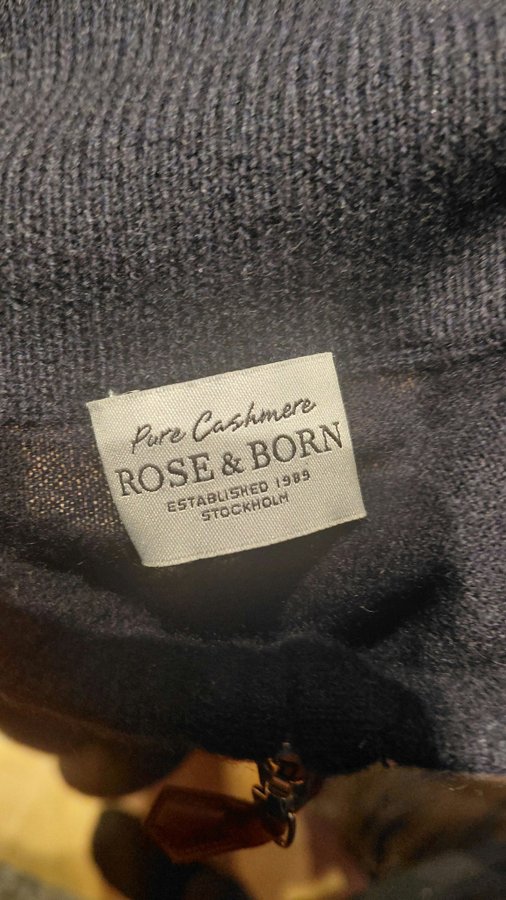 Pure Cashmere
ROSE & BORN
ESTABLISHED 1989
STOCKHOLM